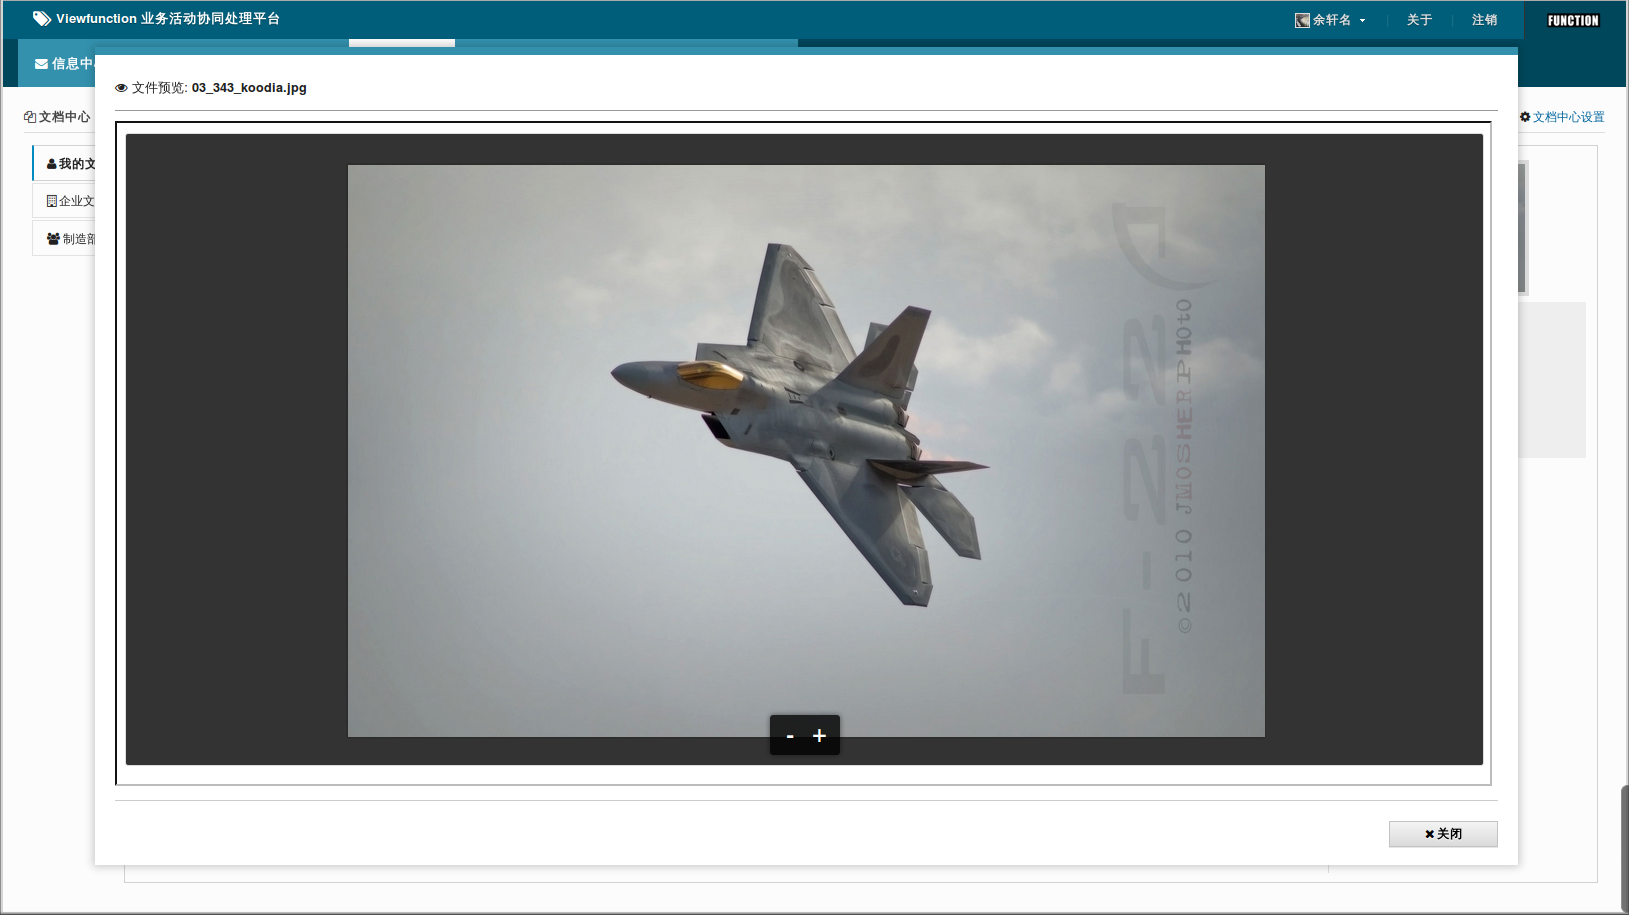 Viewfunction 业务活动协同处理平台
余轩名
关于
注销
FUNCTION
信息中
文件预览: 03_343_koodia.jpg
文档中心
文档中心设置
我的文
企业文
制造部
F-22
©2010 JMOSHERPHOtO
- +
关闭